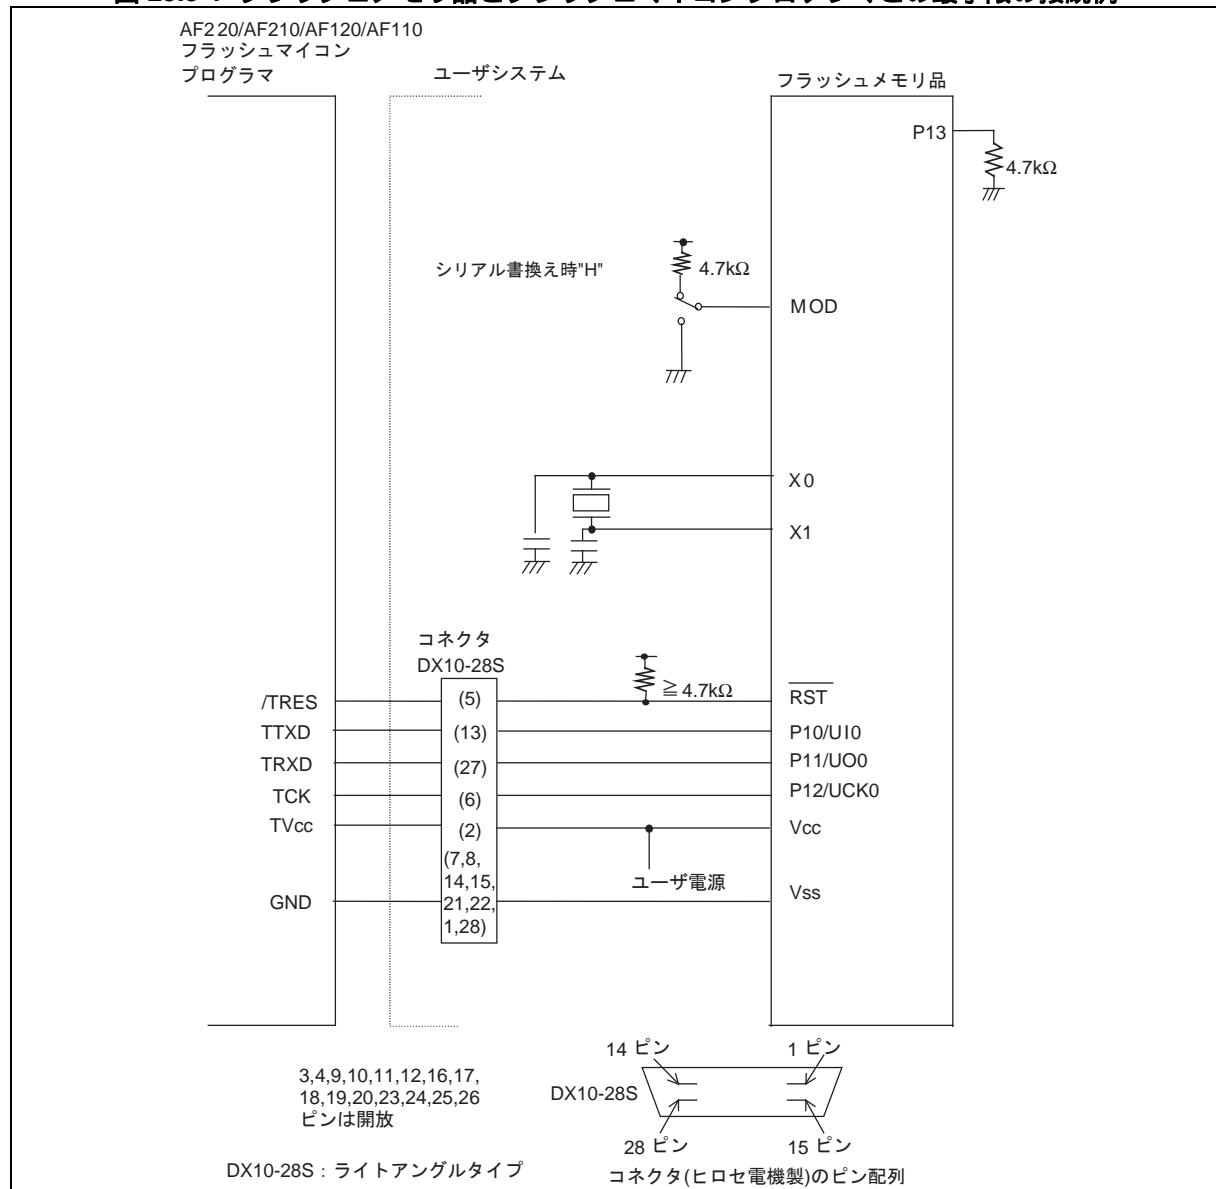 AF220/AF210/AF120/AF110
フラッシュマイコン
プログラマ
ユーザシステム
フラッシュメモリ品
P13
4.7kΩ
シリアル書換え時"H"
4.7kΩ
MOD
X0
X1
コネクタ
DX10-28S
≧ 4.7kΩ
/TRES
(5)
RST
TTXD
(13)
P10/UI0
TRXD
(27)
P11/UO0
TCK
(6)
P12/UCK0
TVcc
(2)
Vcc
(7,8,
14,15,
21,22,
1,28)
ユーザ電源
GND
Vss
14 ピン
1 ピン
3,4,9,10,11,12,16,17,
18,19,20,23,24,25,26
ピンは開放
DX10-28S
28 ピン
15 ピン
DX10-28S：ライトアングルタイプ
コネクタ(ヒロセ電機製)のピン配列